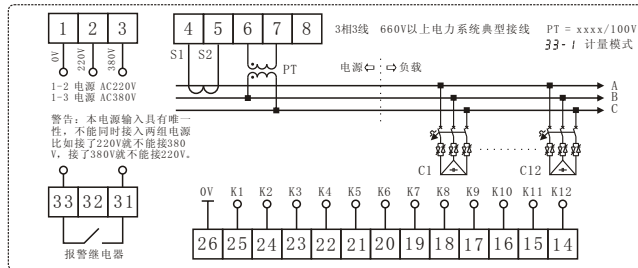 1 2 3
0V 220V 380V
1-2 电源 AC220V
1-3 电源 AC380V
警告：本电源输入具有唯一
性，不能同时接入两组电源
比如接了220V就不能接380
V，接了380V就不能接220V。
33 32 31
报警继电器
4 5 6 7 8
S1 S2
PT
3相3线 660V以上电力系统典型接线 PT = xxxx/100V
33-1 计量模式
电源 负载
A
B
C
C1 C12
0V K1 K2 K3 K4 K5 K6 K7 K8 K9 K10 K11 K12
26 25 24 23 22 21 20 19 18 17 16 15 14